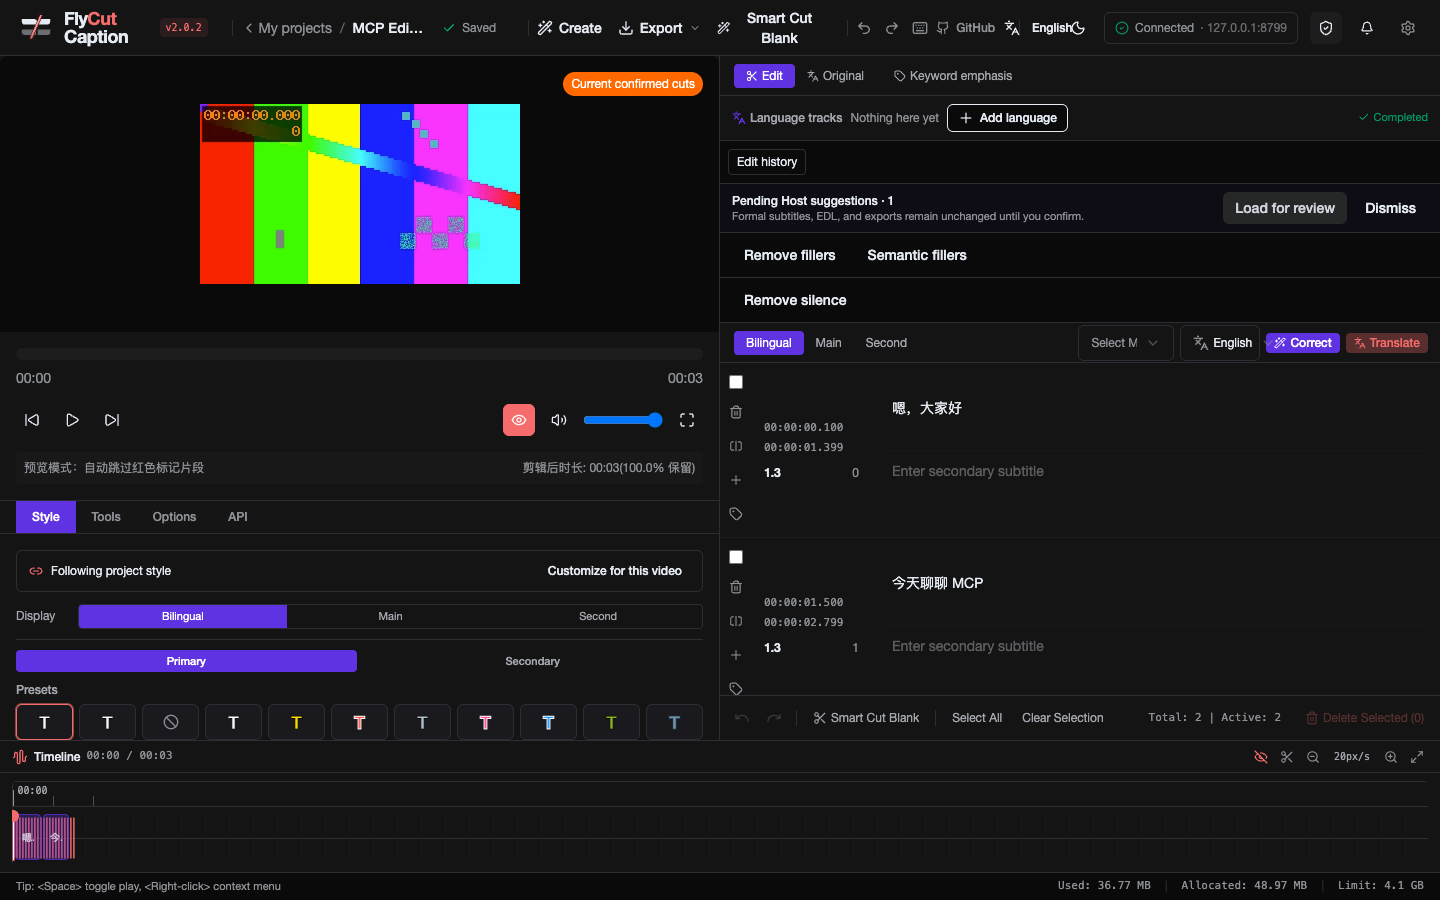 FlyCut
Caption
v2.0.2
My projects / MCP Edi...
Saved
Create
Export
Smart Cut
Blank
GitHub
English
Connected · 127.0.0.1:8799
Current confirmed cuts
00:00:00.000
0
00:00
00:03
预览模式：自动跳过红色标记片段
剪辑后时长: 00:03(100.0% 保留)
Style
Tools
Options
API
Following project style
Customize for this video
Display
Bilingual
Main
Second
Primary
Secondary
Presets
T T T T T T T T T T
Edit
Original
Keyword emphasis
Language tracks
Nothing here yet
Add language
Completed
Edit history
Pending Host suggestions · 1
Formal subtitles, EDL, and exports remain unchanged until you confirm.
Load for review
Dismiss
Remove fillers
Semantic fillers
Remove silence
Bilingual
Main
Second
Select M
English
Correct
Translate
嗯，大家好
00:00:00.100
00:00:01.399
1.3
0
Enter secondary subtitle
今天聊聊 MCP
00:00:01.500
00:00:02.799
1.3
1
Enter secondary subtitle
Smart Cut Blank
Select All
Clear Selection
Total: 2 | Active: 2
Delete Selected (0)
Timeline
00:00 / 00:03
20px/s
00:00
嗯,
今
Tip: <Space> toggle play, <Right-click> context menu
Used: 36.77 MB
Allocated: 48.97 MB
Limit: 4.1 GB